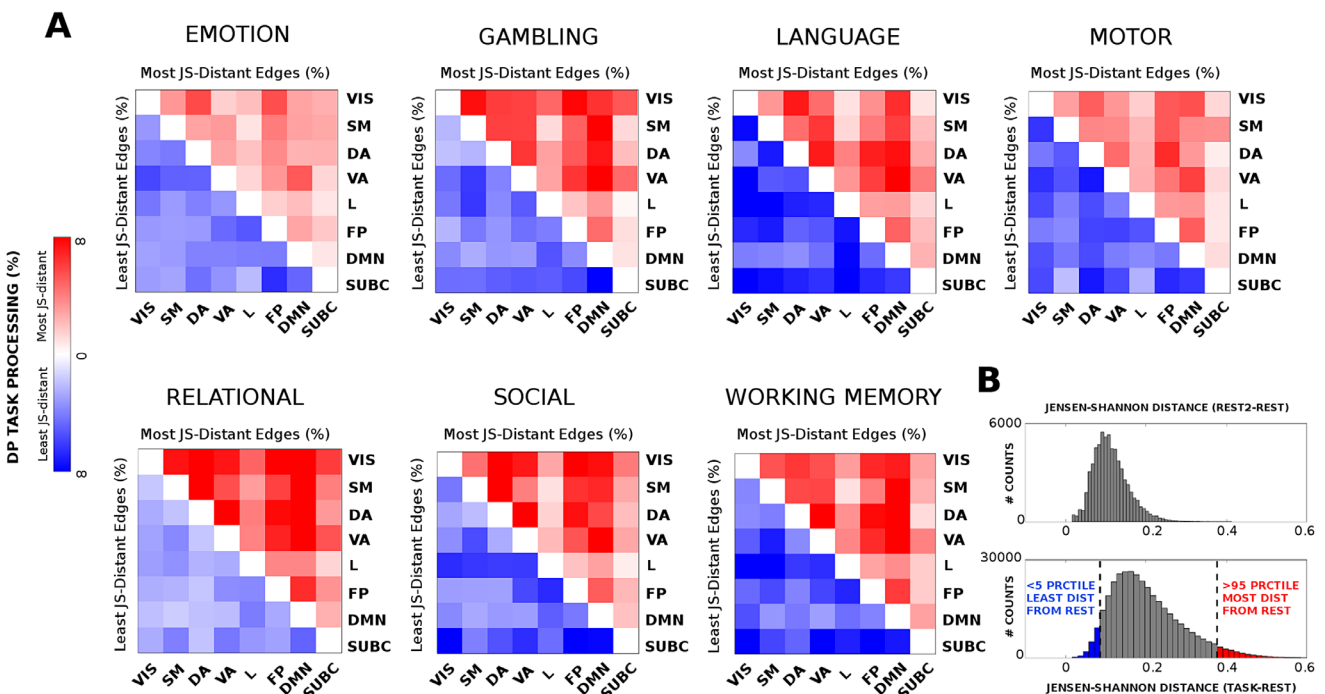 A
EMOTION
GAMBLING
LANGUAGE
MOTOR
Most JS-Distant Edges (%)
Most JS-Distant Edges (%)
Most JS-Distant Edges (%)
Most JS-Distant Edges (%)
Least JS-Distant Edges (%)
VIS
SM
DA
VA
L
FP
DMN
SUBC
VIS SM DA VA L FP DMN SUBC
Least JS-Distant Edges (%)
VIS
SM
DA
VA
L
FP
DMN
SUBC
VIS SM DA VA L FP DMN SUBC
Least JS-Distant Edges (%)
VIS
SM
DA
VA
L
FP
DMN
SUBC
VIS SM DA VA L FP DMN SUBC
Least JS-Distant Edges (%)
VIS
SM
DA
VA
L
FP
DMN
SUBC
VIS SM DA VA L FP DMN SUBC
DP TASK PROCESSING (%)
Least JS-distant
Most JS-distant
8
0
8
RELATIONAL
SOCIAL
WORKING MEMORY
Most JS-Distant Edges (%)
Most JS-Distant Edges (%)
Most JS-Distant Edges (%)
Least JS-Distant Edges (%)
VIS
SM
DA
VA
L
FP
DMN
SUBC
VIS SM DA VA L FP DMN SUBC
Least JS-Distant Edges (%)
VIS
SM
DA
VA
L
FP
DMN
SUBC
VIS SM DA VA L FP DMN SUBC
Least JS-Distant Edges (%)
VIS
SM
DA
VA
L
FP
DMN
SUBC
VIS SM DA VA L FP DMN SUBC
B
JENSEN-SHANNON DISTANCE (REST2-REST)
6000
# COUNTS
0
0 0.2 0.4 0.6
30000
# COUNTS
0
<5 PRCTILE
LEAST DIST
FROM REST
>95 PRCTILE
MOST DIST
FROM REST
0 0.2 0.4 0.6
JENSEN-SHANNON DISTANCE (TASK-REST)